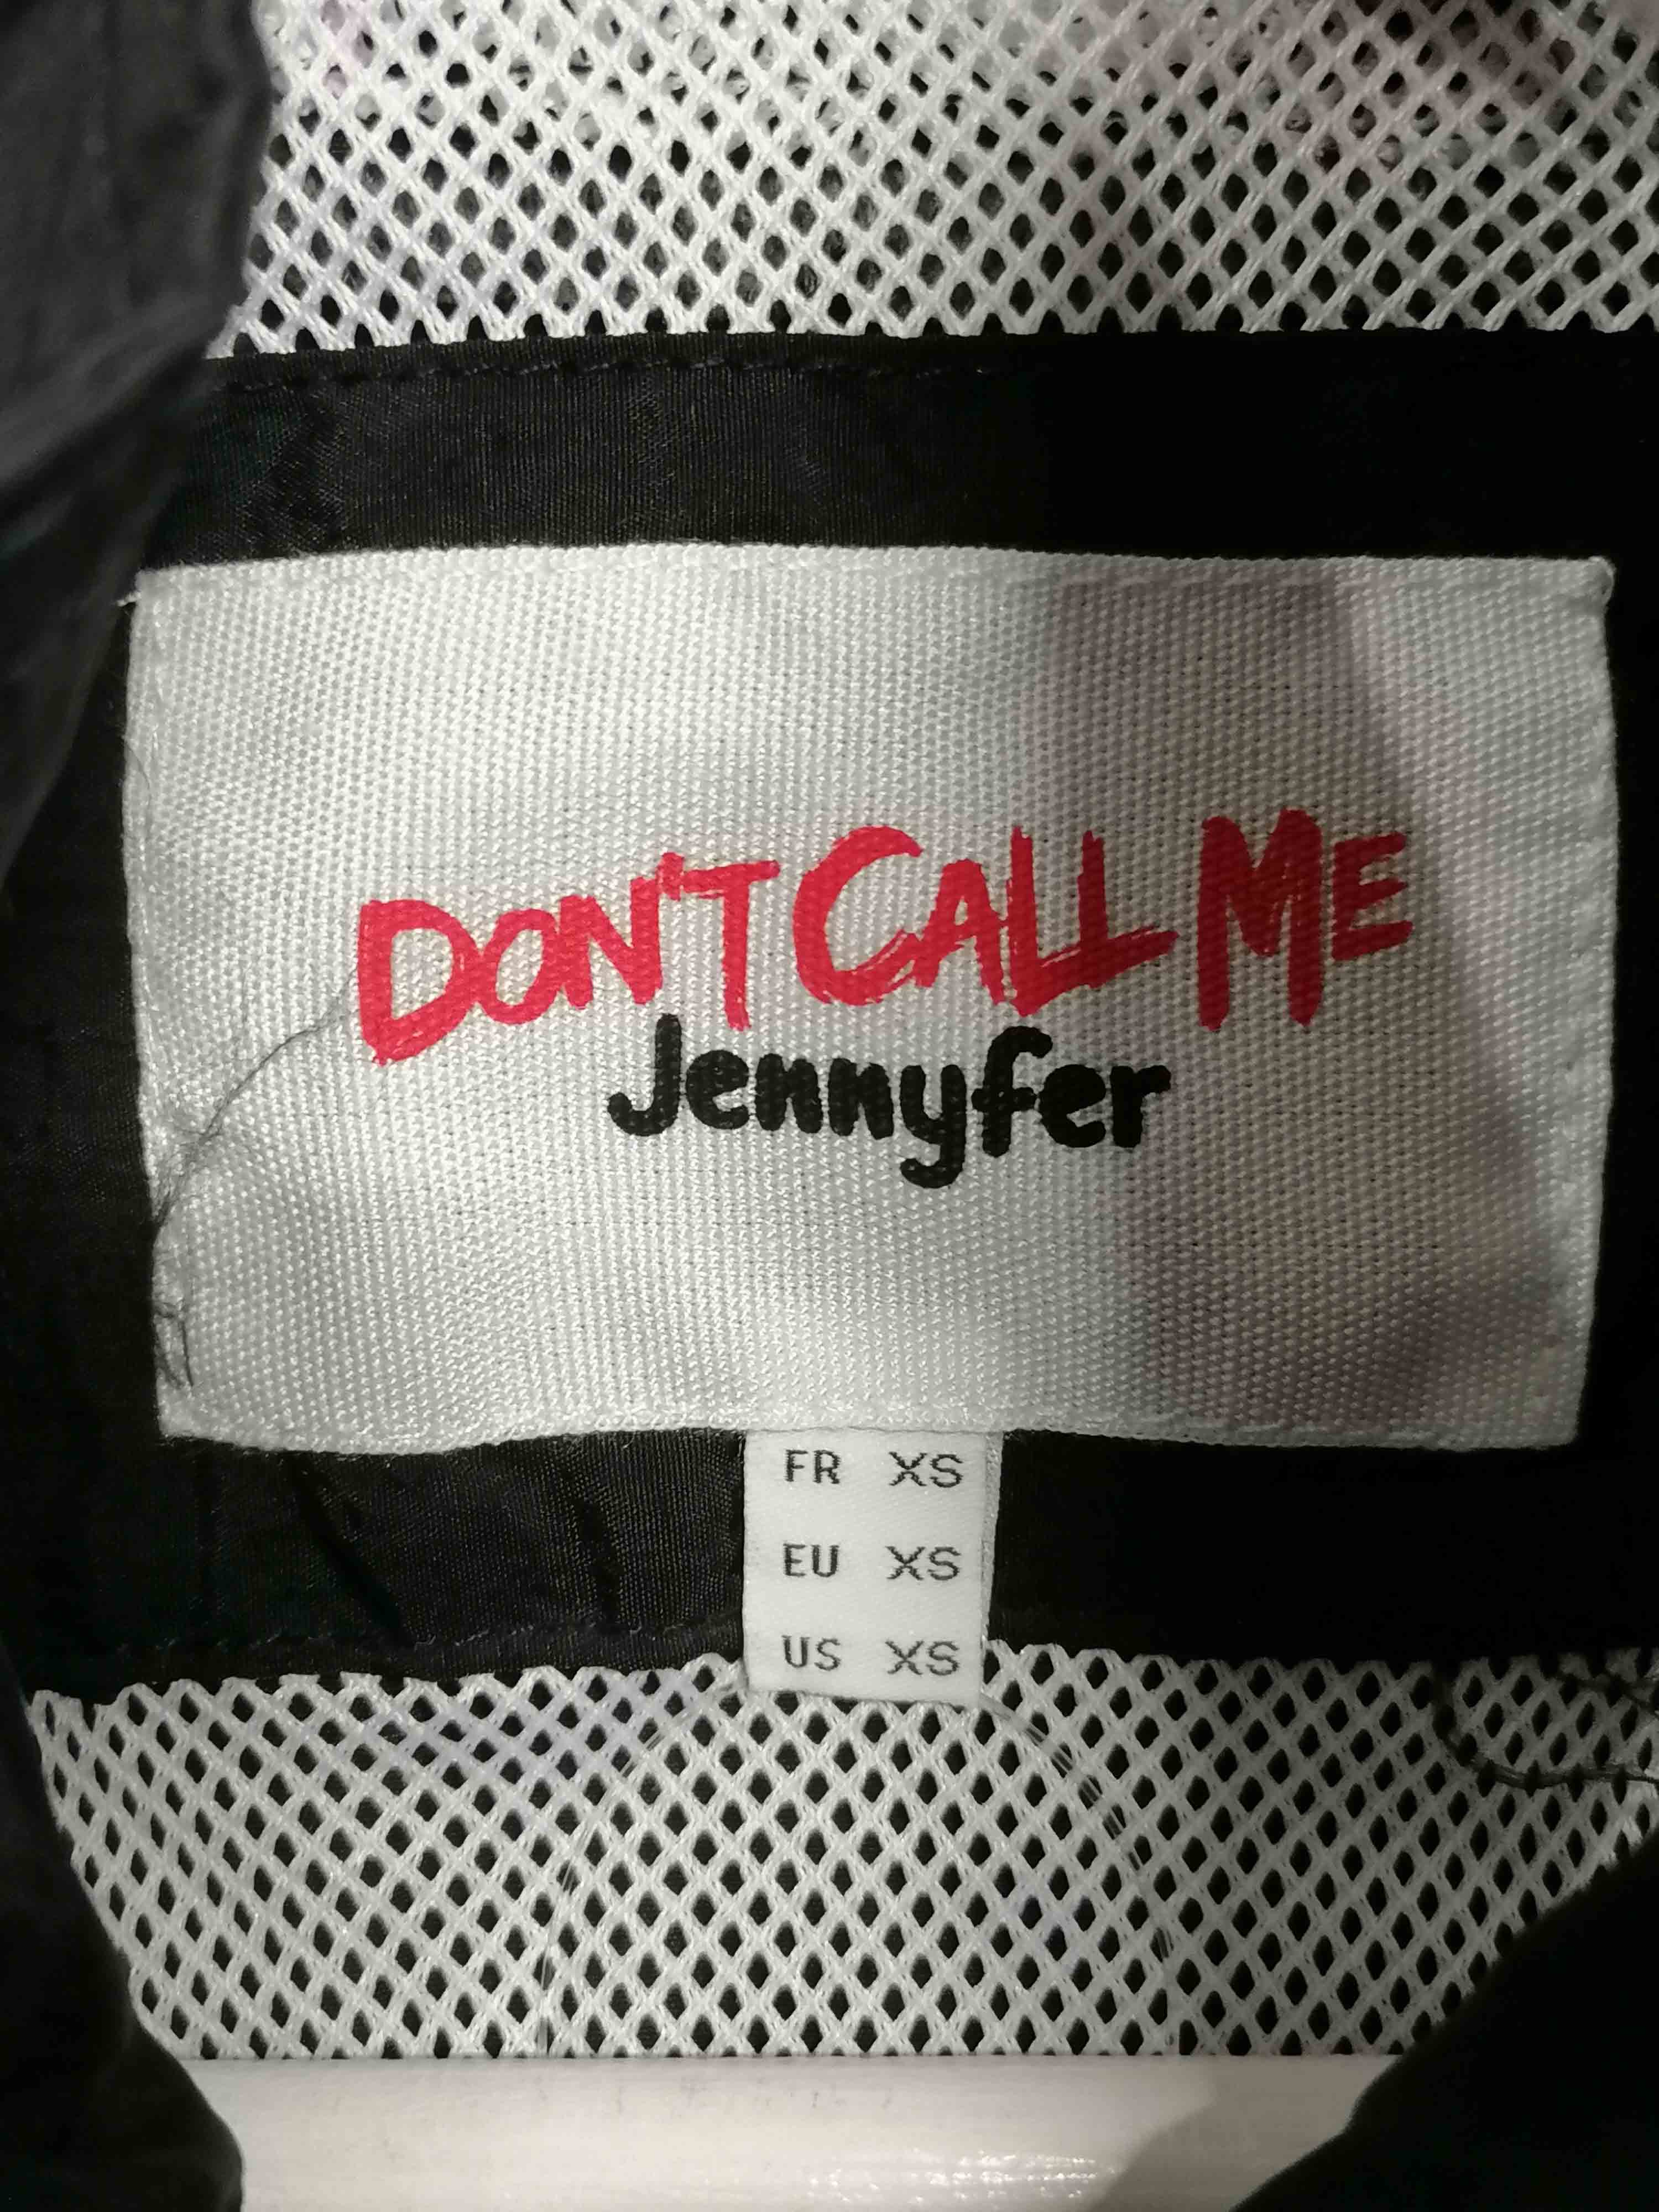 DON'T CALL ME
Jennyfer
FR XS
EU XS
US XS